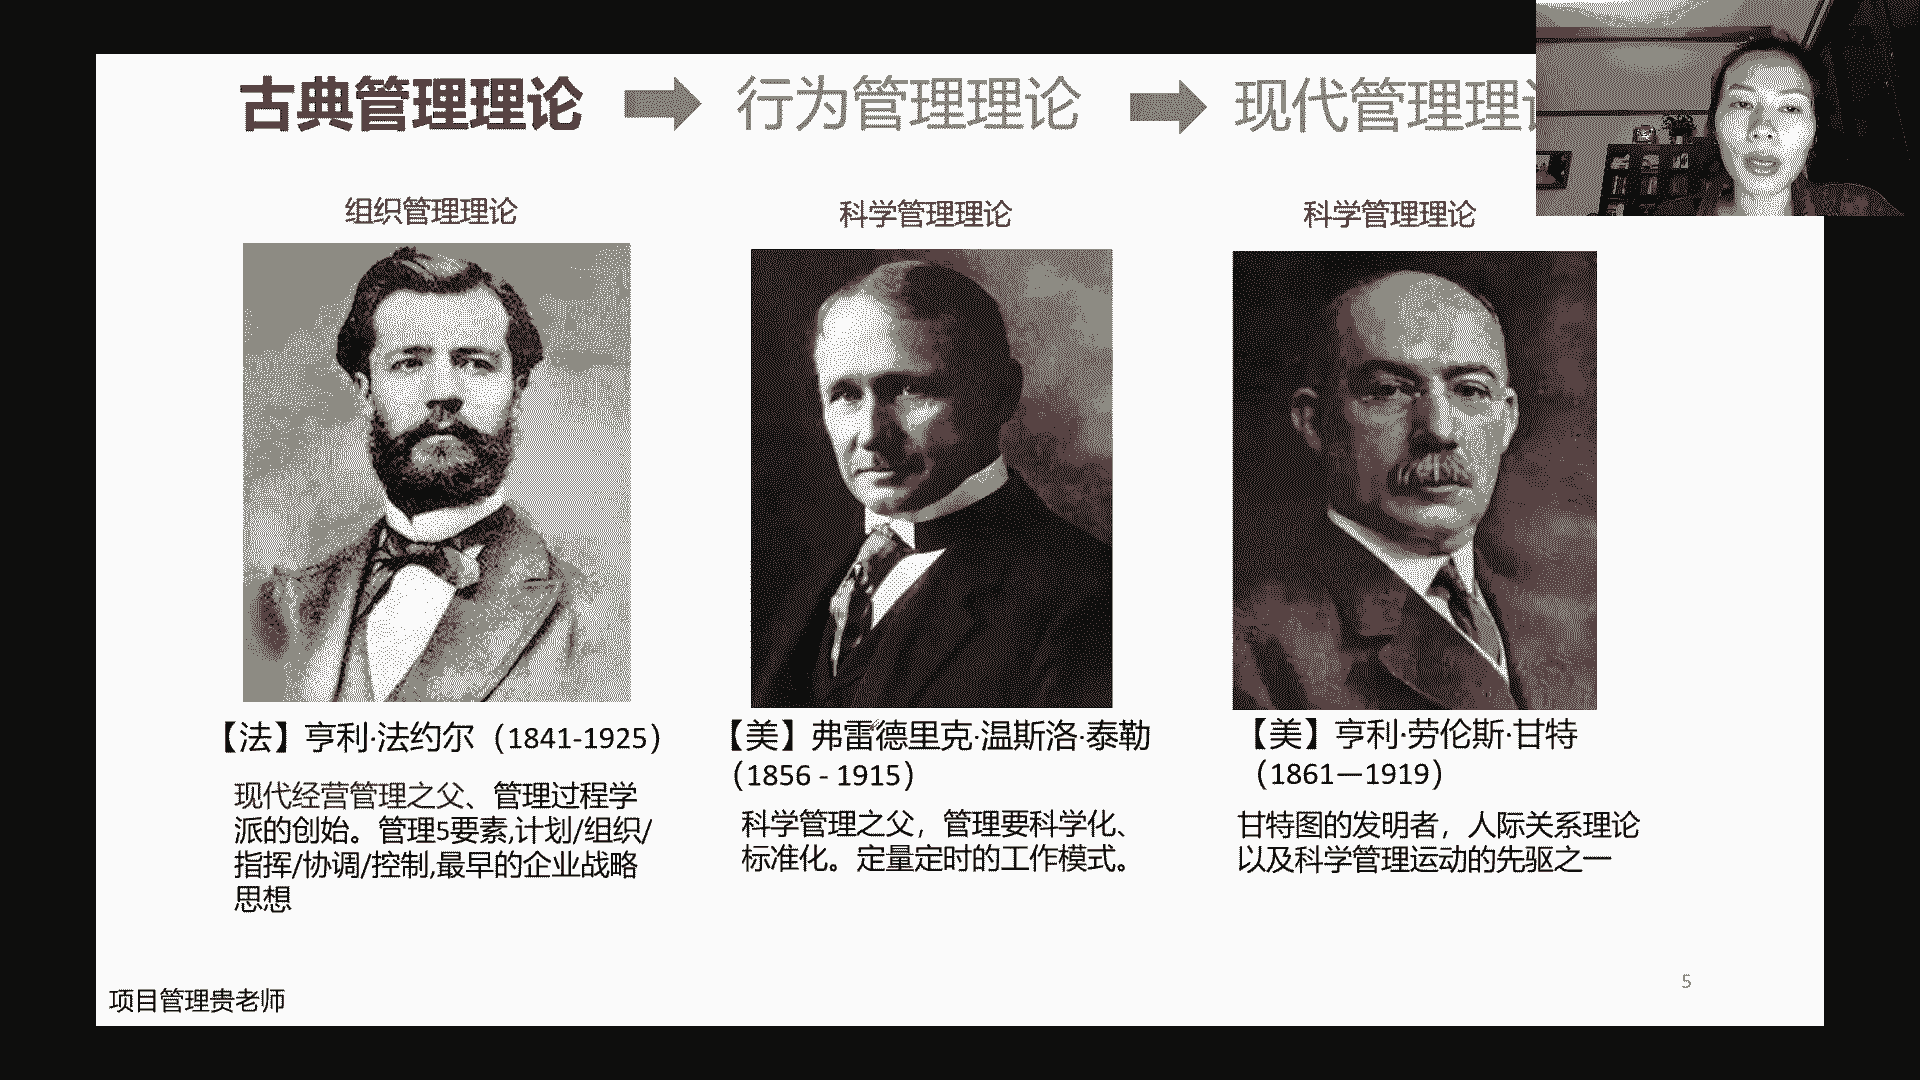 古典管理理论
行为管理理论
现代管理理论
组织管理理论
科学管理理论
科学管理理论
【法】亨利·法约尔（1841-1925）
现代经营管理之父、管理过程学
派的创始。管理5要素,计划/组织/
指挥/协调/控制,最早的企业战略
思想
【美】弗雷德里克·温斯洛·泰勒
（1856 - 1915）
科学管理之父，管理要科学化、
标准化。定量定时的工作模式。
【美】亨利·劳伦斯·甘特
（1861—1919）
甘特图的发明者，人际关系理论
以及科学管理运动的先驱之一
项目管理贵老师
5